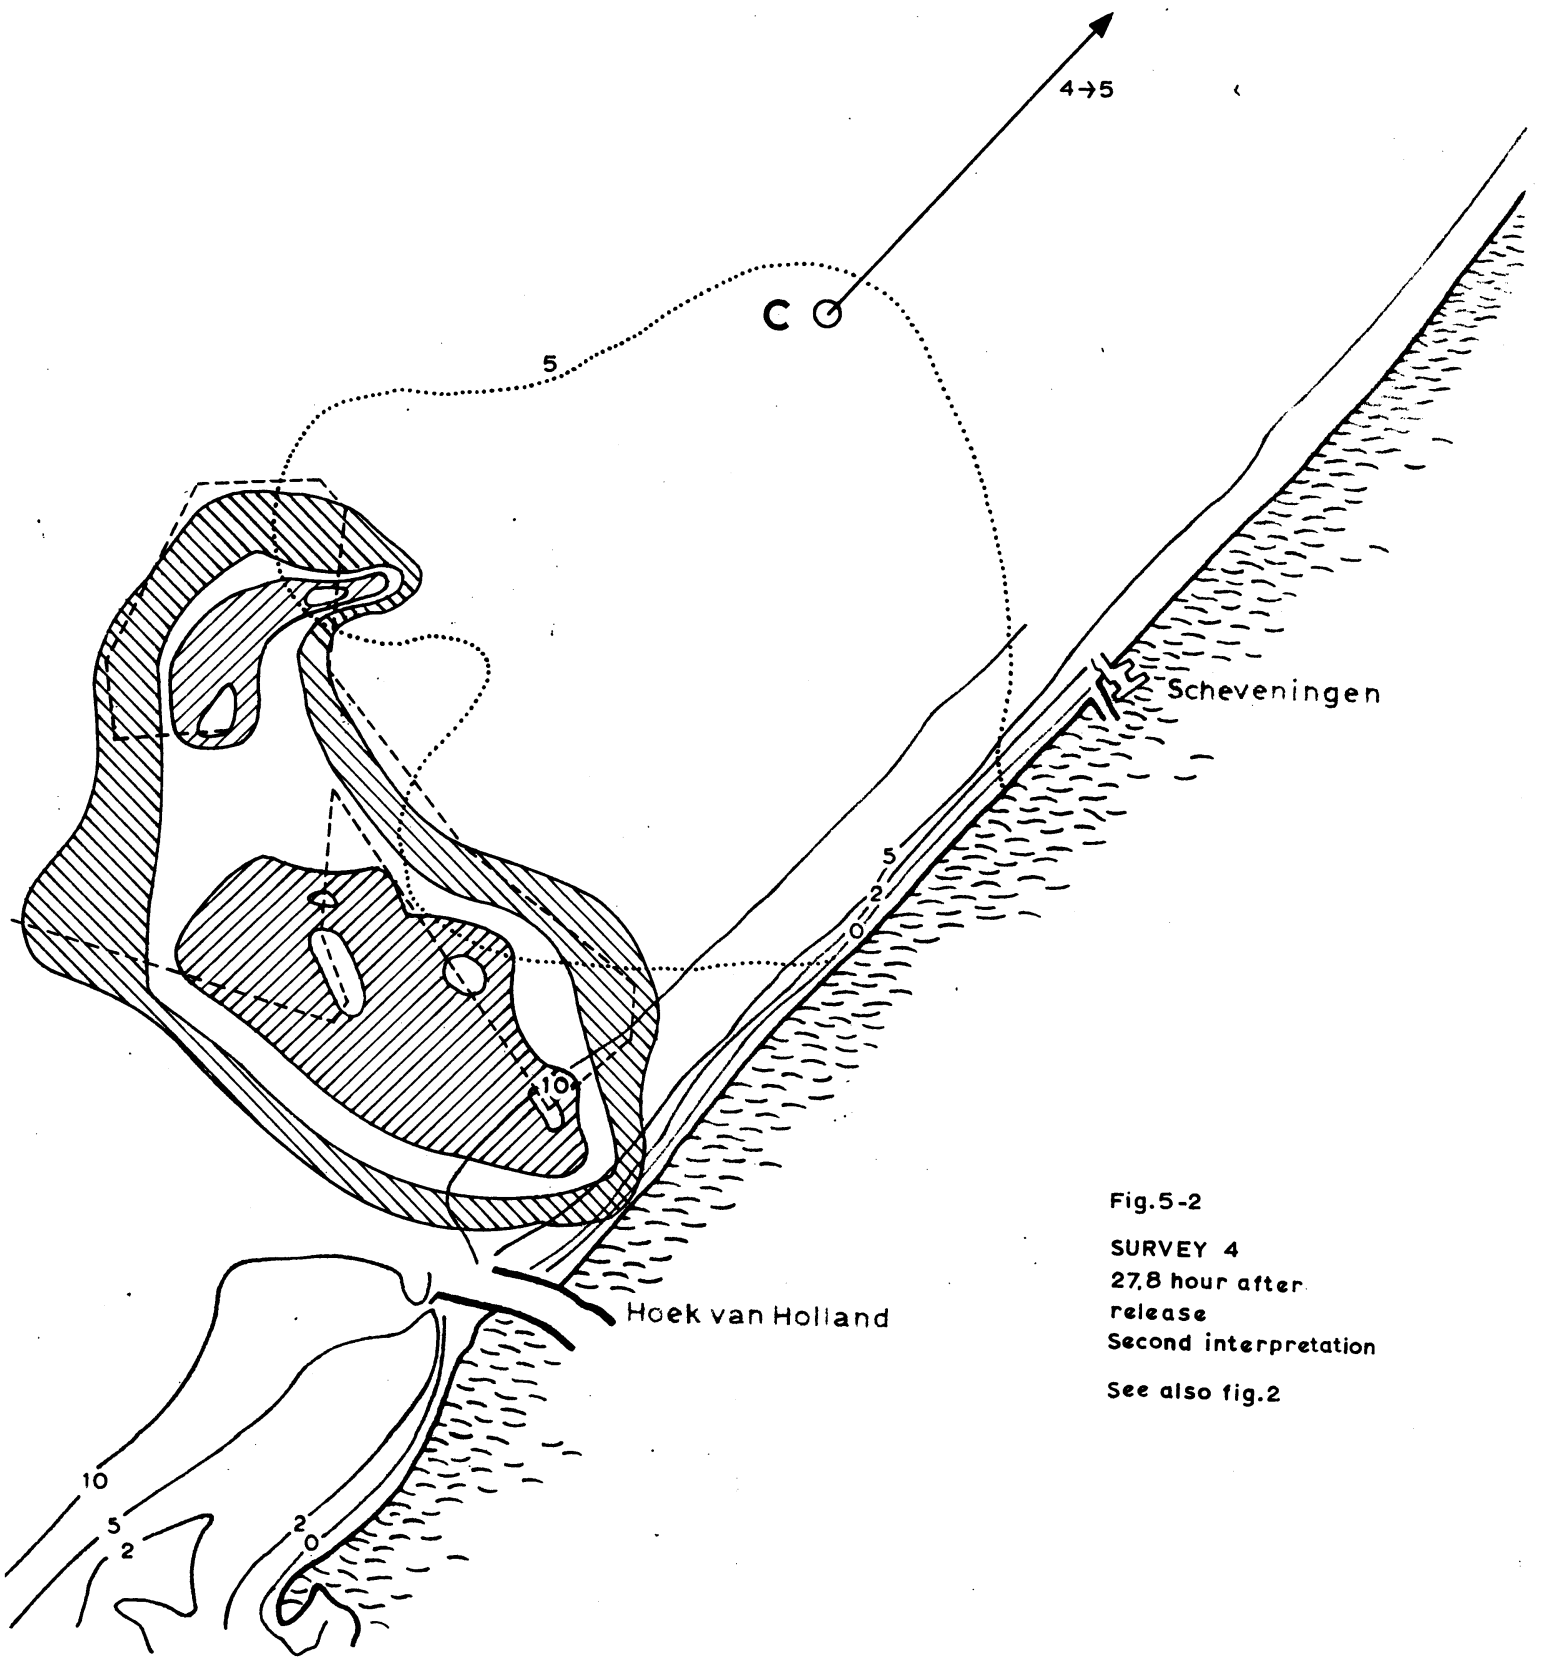 4→5
C
5
Scheveningen
5
2
0
10
Fig.5-2
SURVEY 4
27,8 hour after
release
Second interpretation
See also fig.2
Hoek van Holland
10
5
2
2
0